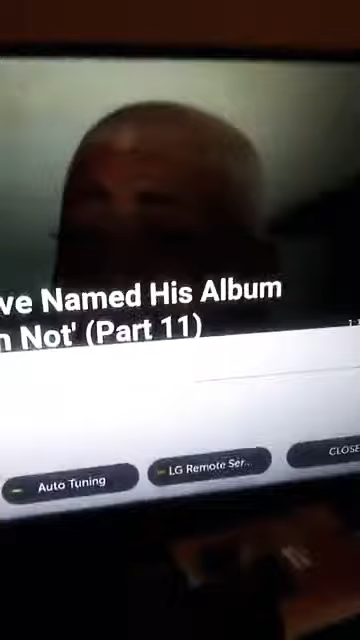 ve Named His Album
n Not' (Part 11)
Auto Tuning
LG Remote Ser...
CLOSE